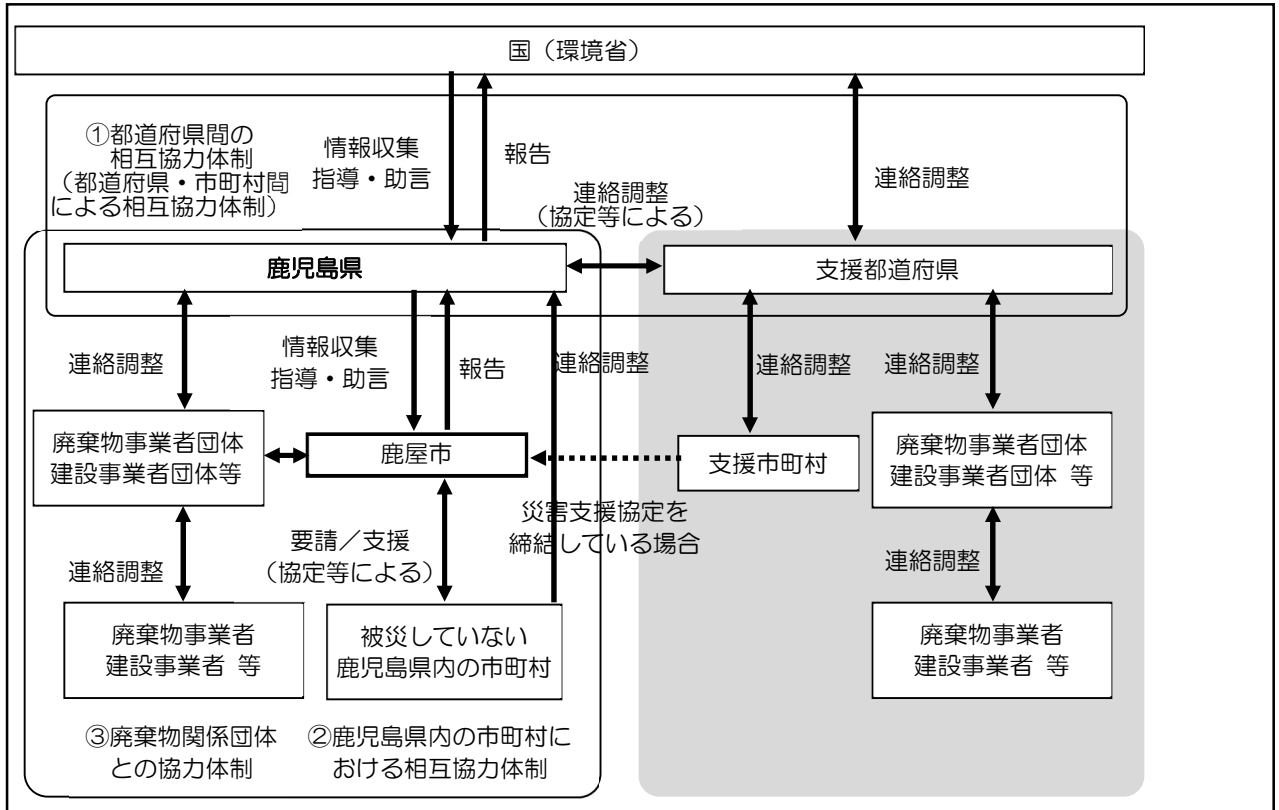 国（環境省）
①都道府県間の
相互協力体制
（都道府県・市町村間
による相互協力体制）
情報収集
指導・助言
報告
連絡調整
（協定等による）
連絡調整
鹿児島県
支援都道府県
連絡調整
情報収集
指導・助言
報告
連絡調整
連絡調整
連絡調整
廃棄物事業者団体
建設事業者団体等
鹿屋市
支援市町村
廃棄物事業者団体
建設事業者団体 等
災害支援協定を
締結している場合
連絡調整
要請／支援
（協定等による）
連絡調整
廃棄物事業者
建設事業者 等
被災していない
鹿児島県内の市町村
廃棄物事業者
建設事業者 等
③廃棄物関係団体
との協力体制
②鹿児島県内の市町村に
おける相互協力体制